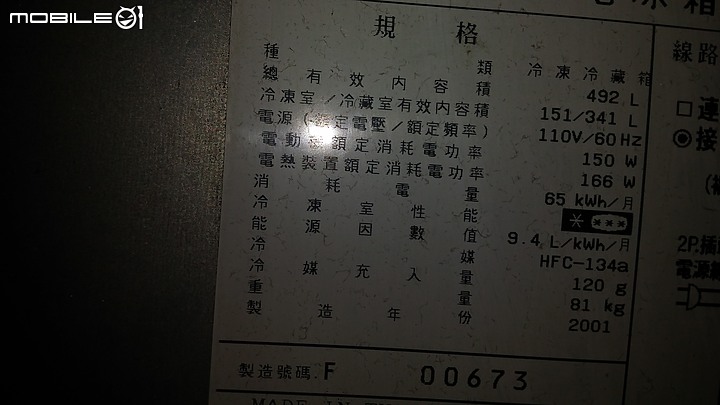 mobile01
電冰箱
規格
種類 冷凍冷藏箱
總有效內容積 492 L
冷凍室/冷藏室有效內容積 151/341 L
電源(額定電壓/額定頻率) 110V/60Hz
電動機額定消耗電功率 150 W
電熱裝置額定消耗電功率 166 W
消耗電量 65 kWh/月
冷凍室性能 * ***
能源因數值 9.4 L/kWh/月
冷媒 HFC-134a
冷媒充入量 120 g
重量 81 kg
製造年份 2001
製造號碼 F 00673
MADE IN
線路
連
接
2P插
電源